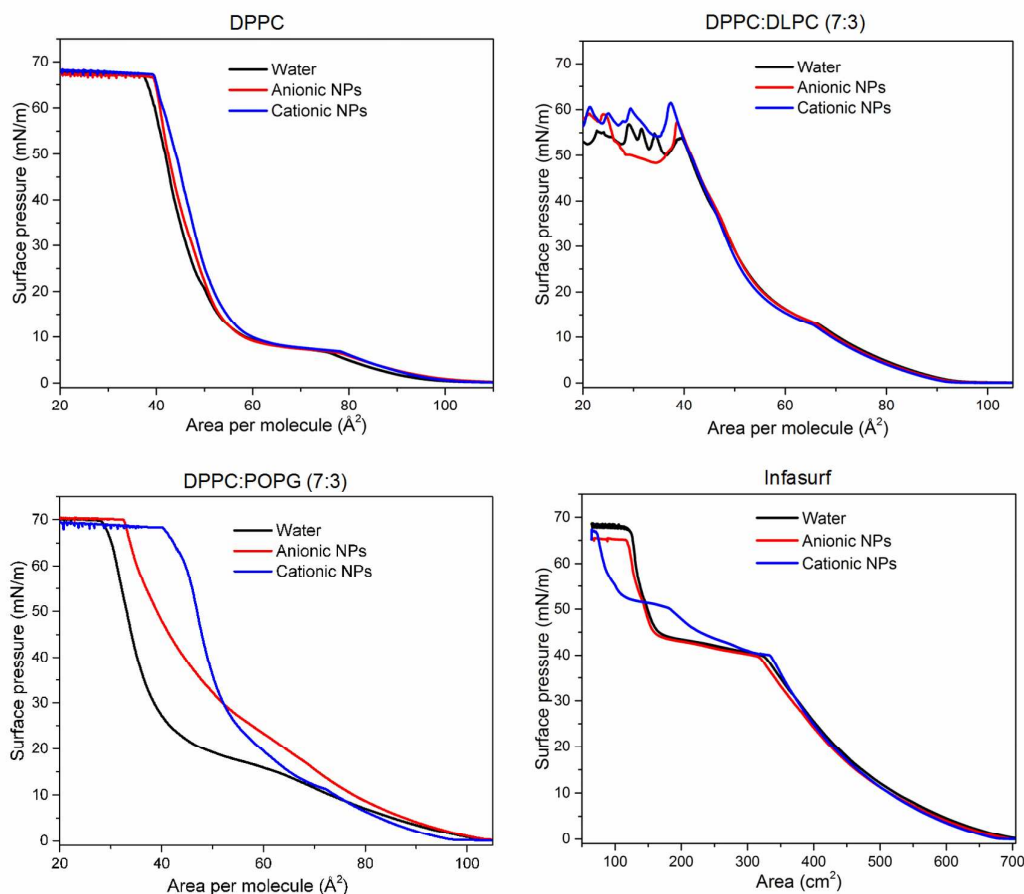 DPPC
Water
Anionic NPs
Cationic NPs
70
60
50
40
30
20
10
0
Surface pressure (mN/m)
20 40 60 80 100
Area per molecule (Å²)
DPPC:DLPC (7:3)
Water
Anionic NPs
Cationic NPs
70
60
50
40
30
20
10
0
Surface pressure (mN/m)
20 40 60 80 100
Area per molecule (Å²)
DPPC:POPG (7:3)
Water
Anionic NPs
Cationic NPs
70
60
50
40
30
20
10
0
Surface pressure (mN/m)
20 40 60 80 100
Area per molecule (Å²)
Infasurf
Water
Anionic NPs
Cationic NPs
70
60
50
40
30
20
10
0
Surface pressure (mN/m)
100 200 300 400 500 600 700
Area (cm²)